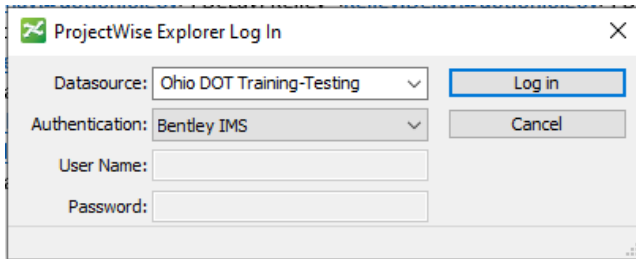 ProjectWise Explorer Log In
Datasource: Ohio DOT Training-Testing Log in
Authentication: Bentley IMS Cancel
User Name:
Password: